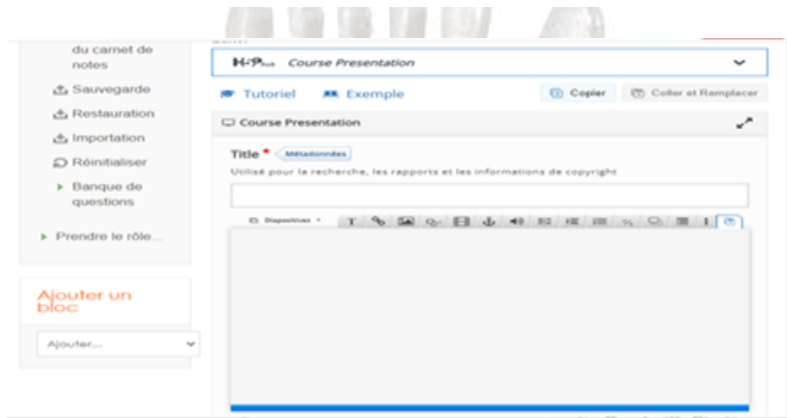 du carnet de
notes
Sauvegarde
Restauration
Importation
Réinitialiser
Banque de
questions
Prendre le rôle...
Ajouter un
bloc
Ajouter...
H-P Course Presentation
Tutoriel
Exemple
Copier
Coller et Remplacer
Course Presentation
Title *
Métadonnées
Utilisé pour la recherche, les rapports et les informations de copyright
Diapositives
T